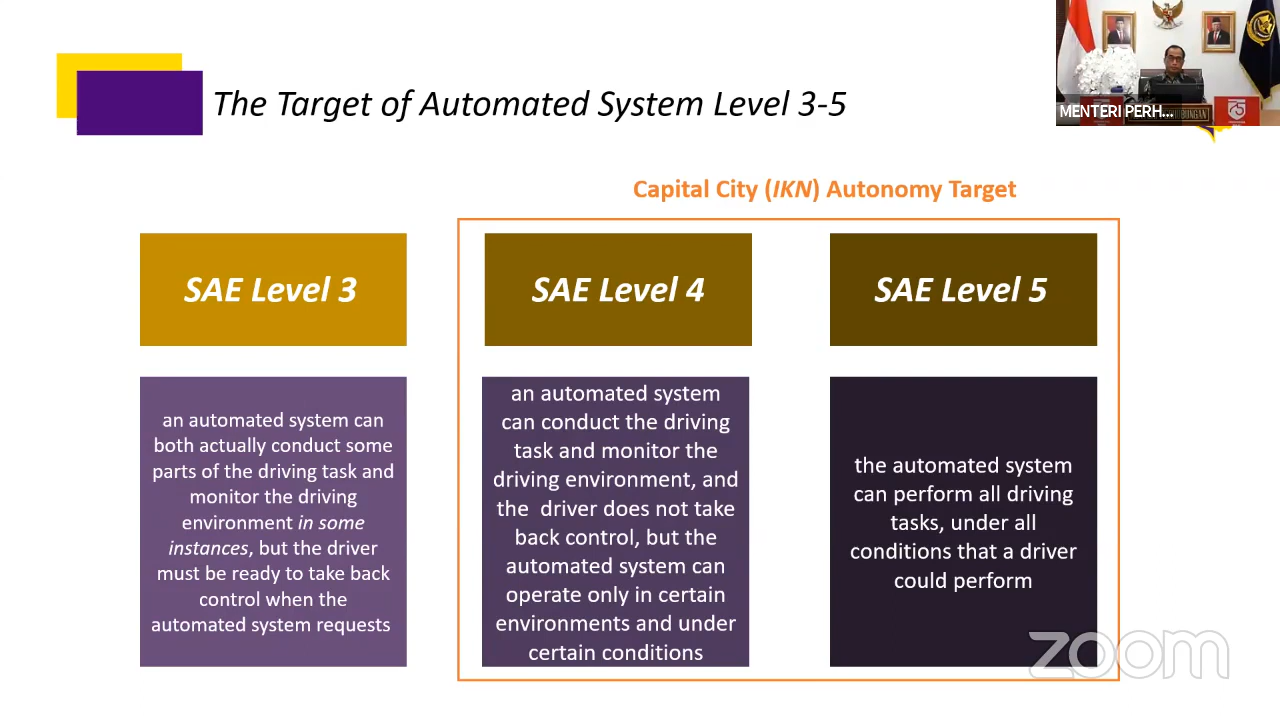 The Target of Automated System Level 3-5
MENTERI PERH...
HUBUNGAN
75
Capital City (IKN) Autonomy Target
SAE Level 3
SAE Level 4
SAE Level 5
an automated system can
both actually conduct some
parts of the driving task and
monitor the driving
environment in some
instances, but the driver
must be ready to take back
control when the
automated system requests
an automated system
can conduct the driving
task and monitor the
driving environment, and
the driver does not take
back control, but the
automated system can
operate only in certain
environments and under
certain conditions
the automated system
can perform all driving
tasks, under all
conditions that a driver
could perform
zoom